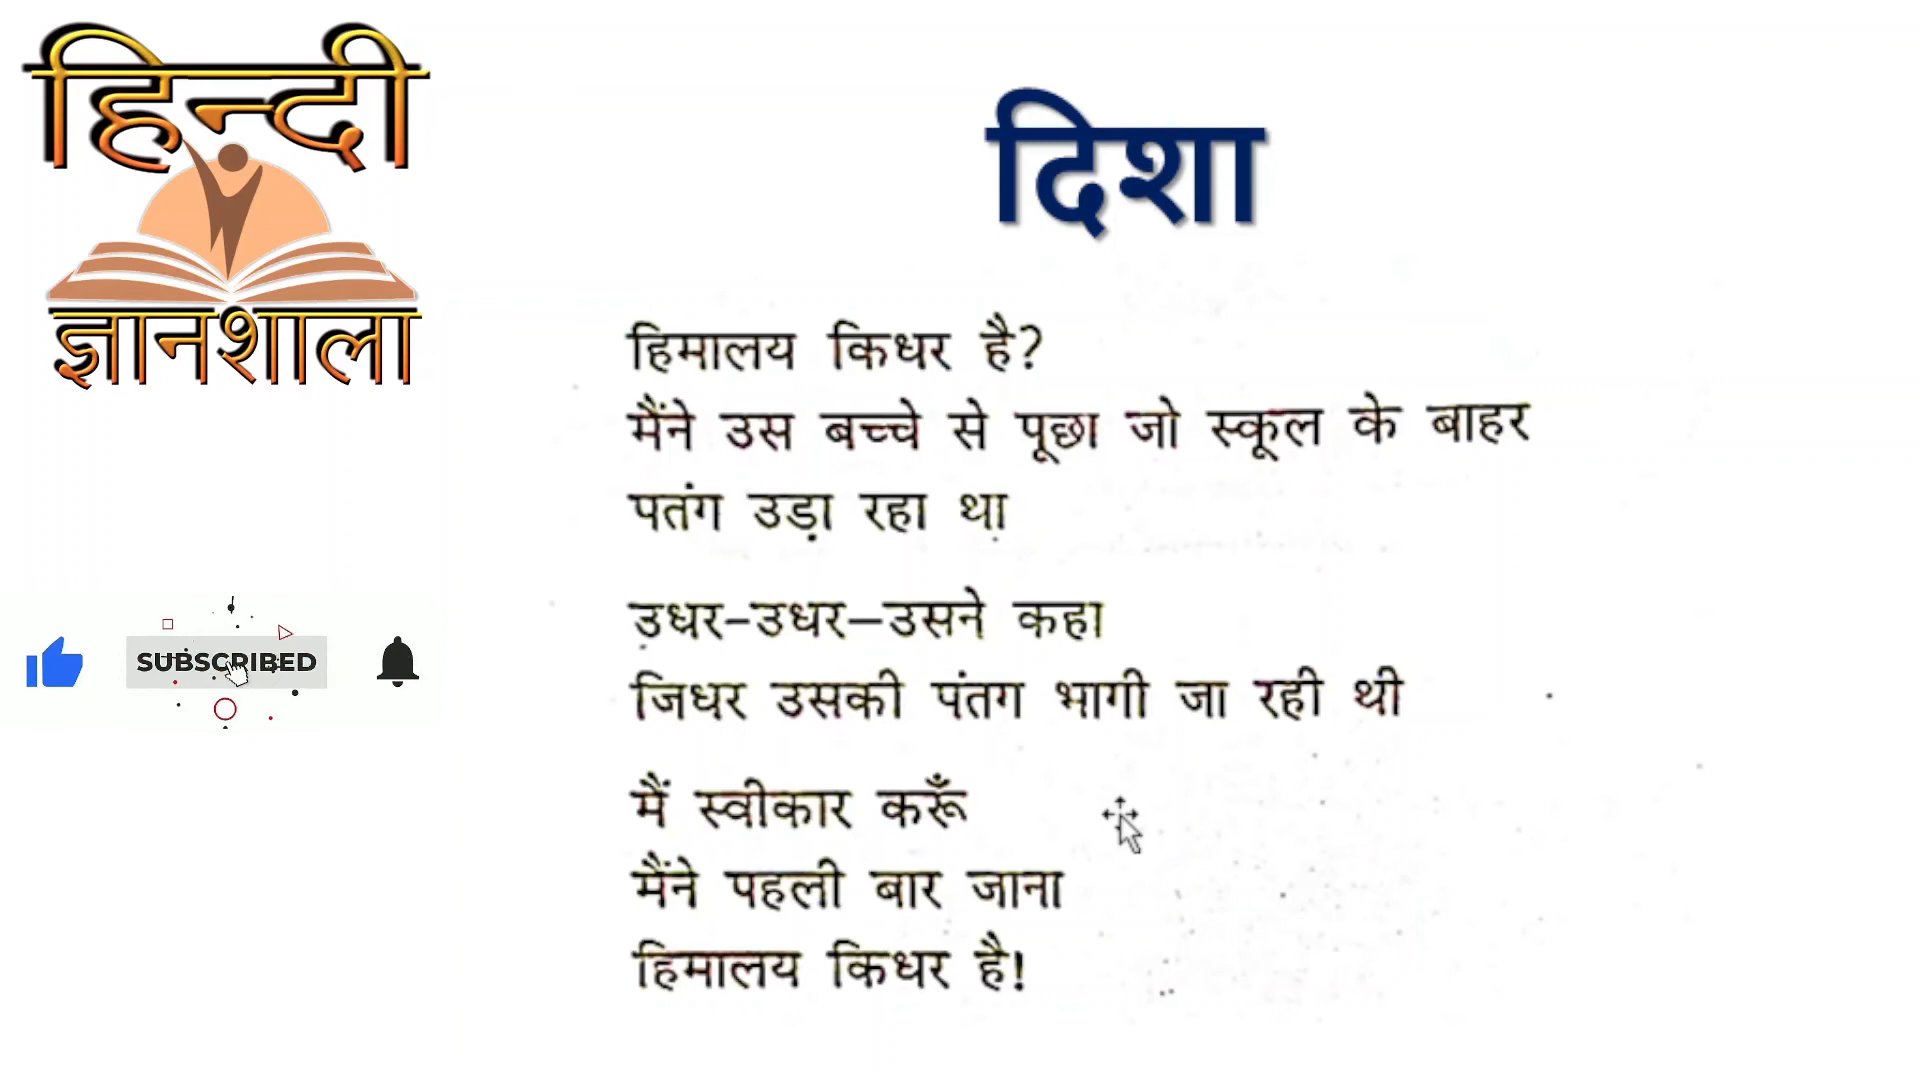 हिन्दी
ज्ञानशाला
दिशा
हिमालय किधर है?
मैंने उस बच्चे से पूछा जो स्कूल के बाहर
पतंग उड़ा रहा था
उधर-उधर—उसने कहा
जिधर उसकी पंतग भागी जा रही थी
मैं स्वीकार करूँ
मैंने पहली बार जाना
हिमालय किधर है!
SUBSCRIBED